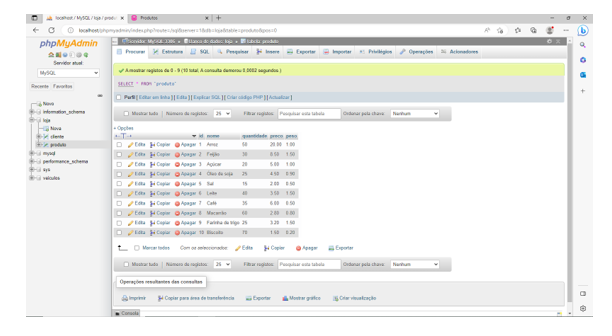 localhost / MySQL / loja / produto
Produtos
localhost/phpmyadmin/index.php?route=/sql&server=1&db=loja&table=produto&pos=0
phpMyAdmin
Servidor atual:
MySQL
Recente Favoritos
Nova
information_schema
loja
Nova
cliente
produto
mysql
performance_schema
sys
veiculos
Servidor: MySQL:3306 » Banco de dados: loja » Tabela: produto
Procurar Estrutura SQL Pesquisar Insere Exportar Importar Privilégios Operações Acionadores
A mostrar registos de 0 - 9 (10 total, A consulta demorou 0,0002 segundos.)
SELECT * FROM `produto`
Perfil [ Editar em linha ] [ Edita ] [ Explicar SQL ] [ Criar código PHP ] [ Atualizar ]
Mostrar tudo Número de registos: 25 Filtrar registos: Pesquisar esta tabela Ordenar pela chave: Nenhum
+ Opções
←T→ id nome quantidade preco peso
Edita Copiar Apagar 1 Arroz 50 20.00 1.00
Edita Copiar Apagar 2 Feijão 30 8.50 1.50
Edita Copiar Apagar 3 Açúcar 20 5.00 1.00
Edita Copiar Apagar 4 Óleo de soja 25 4.50 0.90
Edita Copiar Apagar 5 Sal 15 2.00 0.50
Edita Copiar Apagar 6 Leite 40 3.50 1.50
Edita Copiar Apagar 7 Café 35 6.00 0.50
Edita Copiar Apagar 8 Macarrão 60 2.80 0.80
Edita Copiar Apagar 9 Farinha de trigo 25 3.20 1.50
Edita Copiar Apagar 10 Biscoito 70 1.90 0.20
Marcar todos Com os selecionados: Edita Copiar Apagar Exportar
Mostrar tudo Número de registos: 25 Filtrar registos: Pesquisar esta tabela Ordenar pela chave: Nenhum
Operações resultantes das consultas
Imprimir Copiar para área de transferência Exportar Mostrar gráfico Criar visualização
Consola